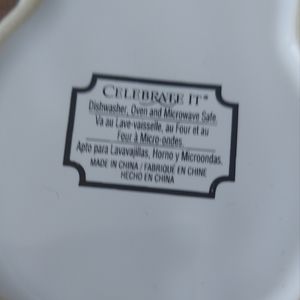 CELEBRATE IT®
Dishwasher, Oven and Microwave Safe.
Va au Lave-vaisselle, au Four et au
Four à Micro-ondes.
Apto para Lavavajillas, Horno y Microondas.
MADE IN CHINA / FABRIQUÉ EN CHINE
HECHO EN CHINA